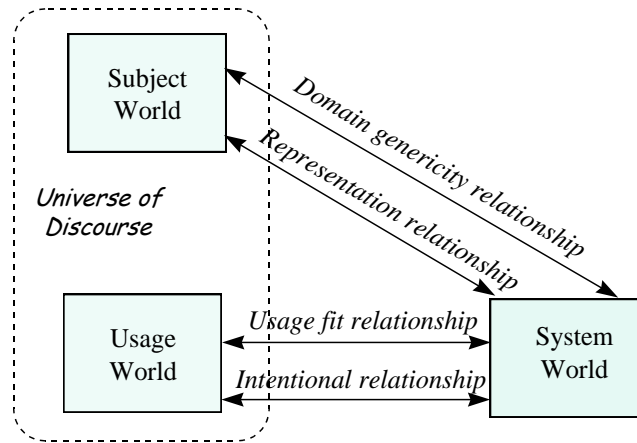 Subject
World
Domain genericity relationship
Representation relationship
Universe of
Discourse
Usage
World
Usage fit relationship
Intentional relationship
System
World